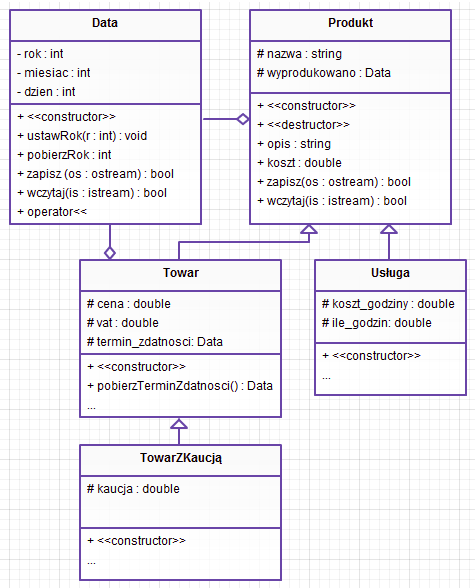 Data
- rok : int
- miesiac : int
- dzien : int
+ <<constructor>>
+ ustawRok(r : int) : void
+ pobierzRok : int
+ zapisz (os : ostream) : bool
+ wczytaj(is : istream) : bool
+ operator<<
Produkt
# nazwa : string
# wyprodukowano : Data
+ <<constructor>>
+ <<destructor>>
+ opis : string
+ koszt : double
+ zapisz(os : ostream) : bool
+ wczytaj(is : istream) : bool
Towar
# cena : double
# vat : double
# termin_zdatnosci: Data
+ <<constructor>>
+ pobierzTerminZdatnosci() : Data
...
Usługa
# koszt_godziny : double
# ile_godzin: double
+ <<constructor>>
...
TowarZKaucją
# kaucja : double
+ <<constructor>>
...